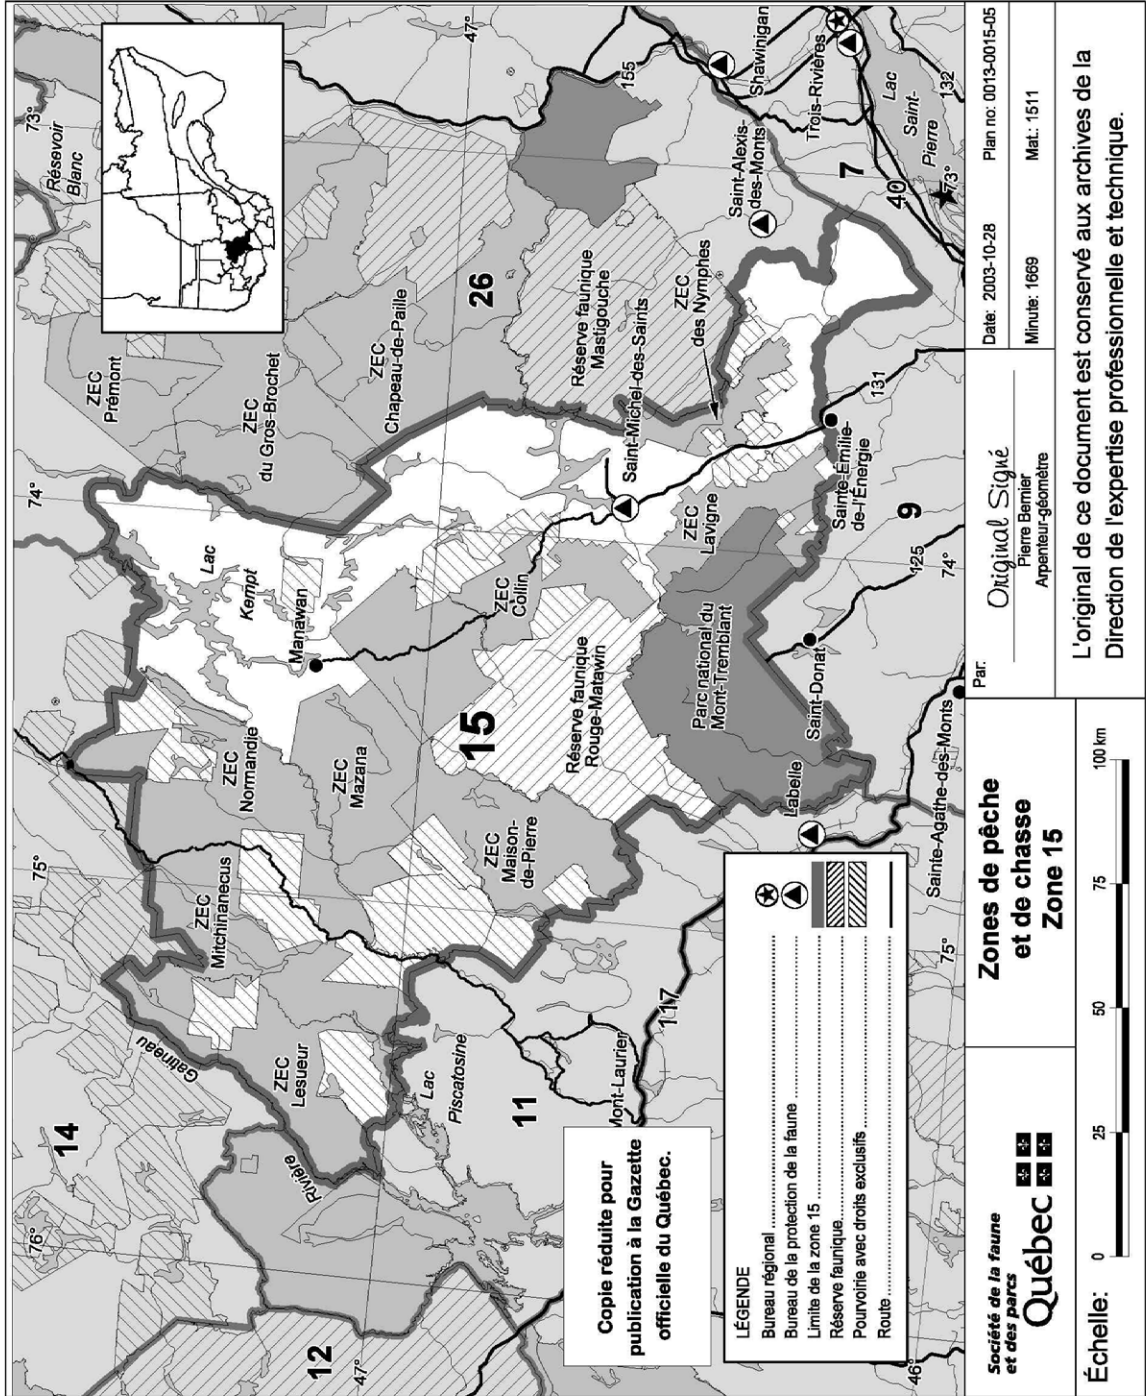 73°
Résevoir
Blanc
47°
155
Shawinigan
Trois-Rivières
Lac
Saint-
Pierre
132
73°
40
7
Saint-Alexis-
des-Monts
26
Réserve faunique
Mastigouche
ZEC
des Nymphes
ZEC
Prémont
ZEC
du Gros-Brochet
ZEC
Chapeau-de-Paille
Saint-Michel-des-Saints
131
Sainte-Émilie-
de-l'Énergie
9
74°
Lac
Kempt
Manawan
ZEC
Collin
ZEC
Lavigne
125
74°
15
Réserve faunique
Rouge-Matawin
Parc national du
Mont-Tremblant
Saint-Donat
ZEC
Normandie
ZEC
Mazana
ZEC
Maison-
de-Pierre
Labelle
Sainte-Agathe-des-Monts
75°
ZEC
Mitchinanecus
75°
117
14
Gatineau
Rivière
ZEC
Lesueur
Lac
Piscatosine
11
Mont-Laurier
76°
12
47°
46°
Copie réduite pour
publication à la Gazette
officielle du Québec.
LÉGENDE
Bureau régional
Bureau de la protection de la faune
Limite de la zone 15
Réserve faunique
Pourvoirie avec droits exclusifs
Route
Société de la faune
et des parcs
Québec
Zones de pêche
et de chasse
Zone 15
Échelle:
0 25 50 75 100 km
Par:
Original Signé
Pierre Bernier
Arpenteur-géomètre
Date: 2003-10-28 Plan no: 0013-0015-05
Minute: 1669 Mat.: 1511
L'original de ce document est conservé aux archives de la
Direction de l'expertise professionnelle et technique.